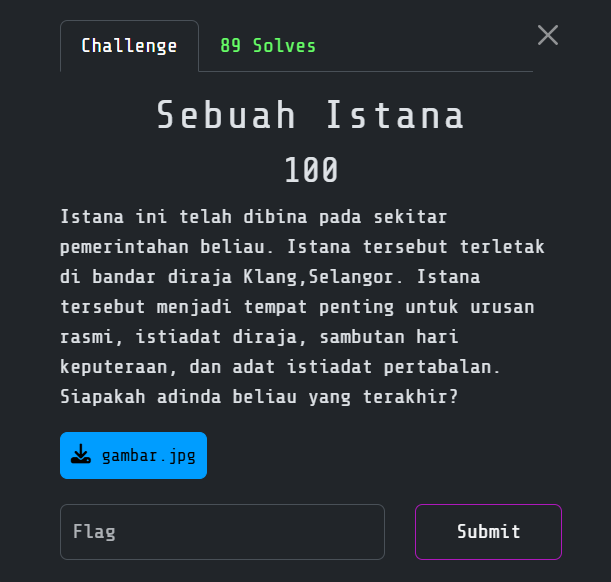 Challenge
89 Solves
Sebuah Istana
100
Istana ini telah dibina pada sekitar
pemerintahan beliau. Istana tersebut terletak
di bandar diraja Klang,Selangor. Istana
tersebut menjadi tempat penting untuk urusan
rasmi, istiadat diraja, sambutan hari
keputeraan, dan adat istiadat pertabalan.
Siapakah adinda beliau yang terakhir?
gambar.jpg
Flag
Submit